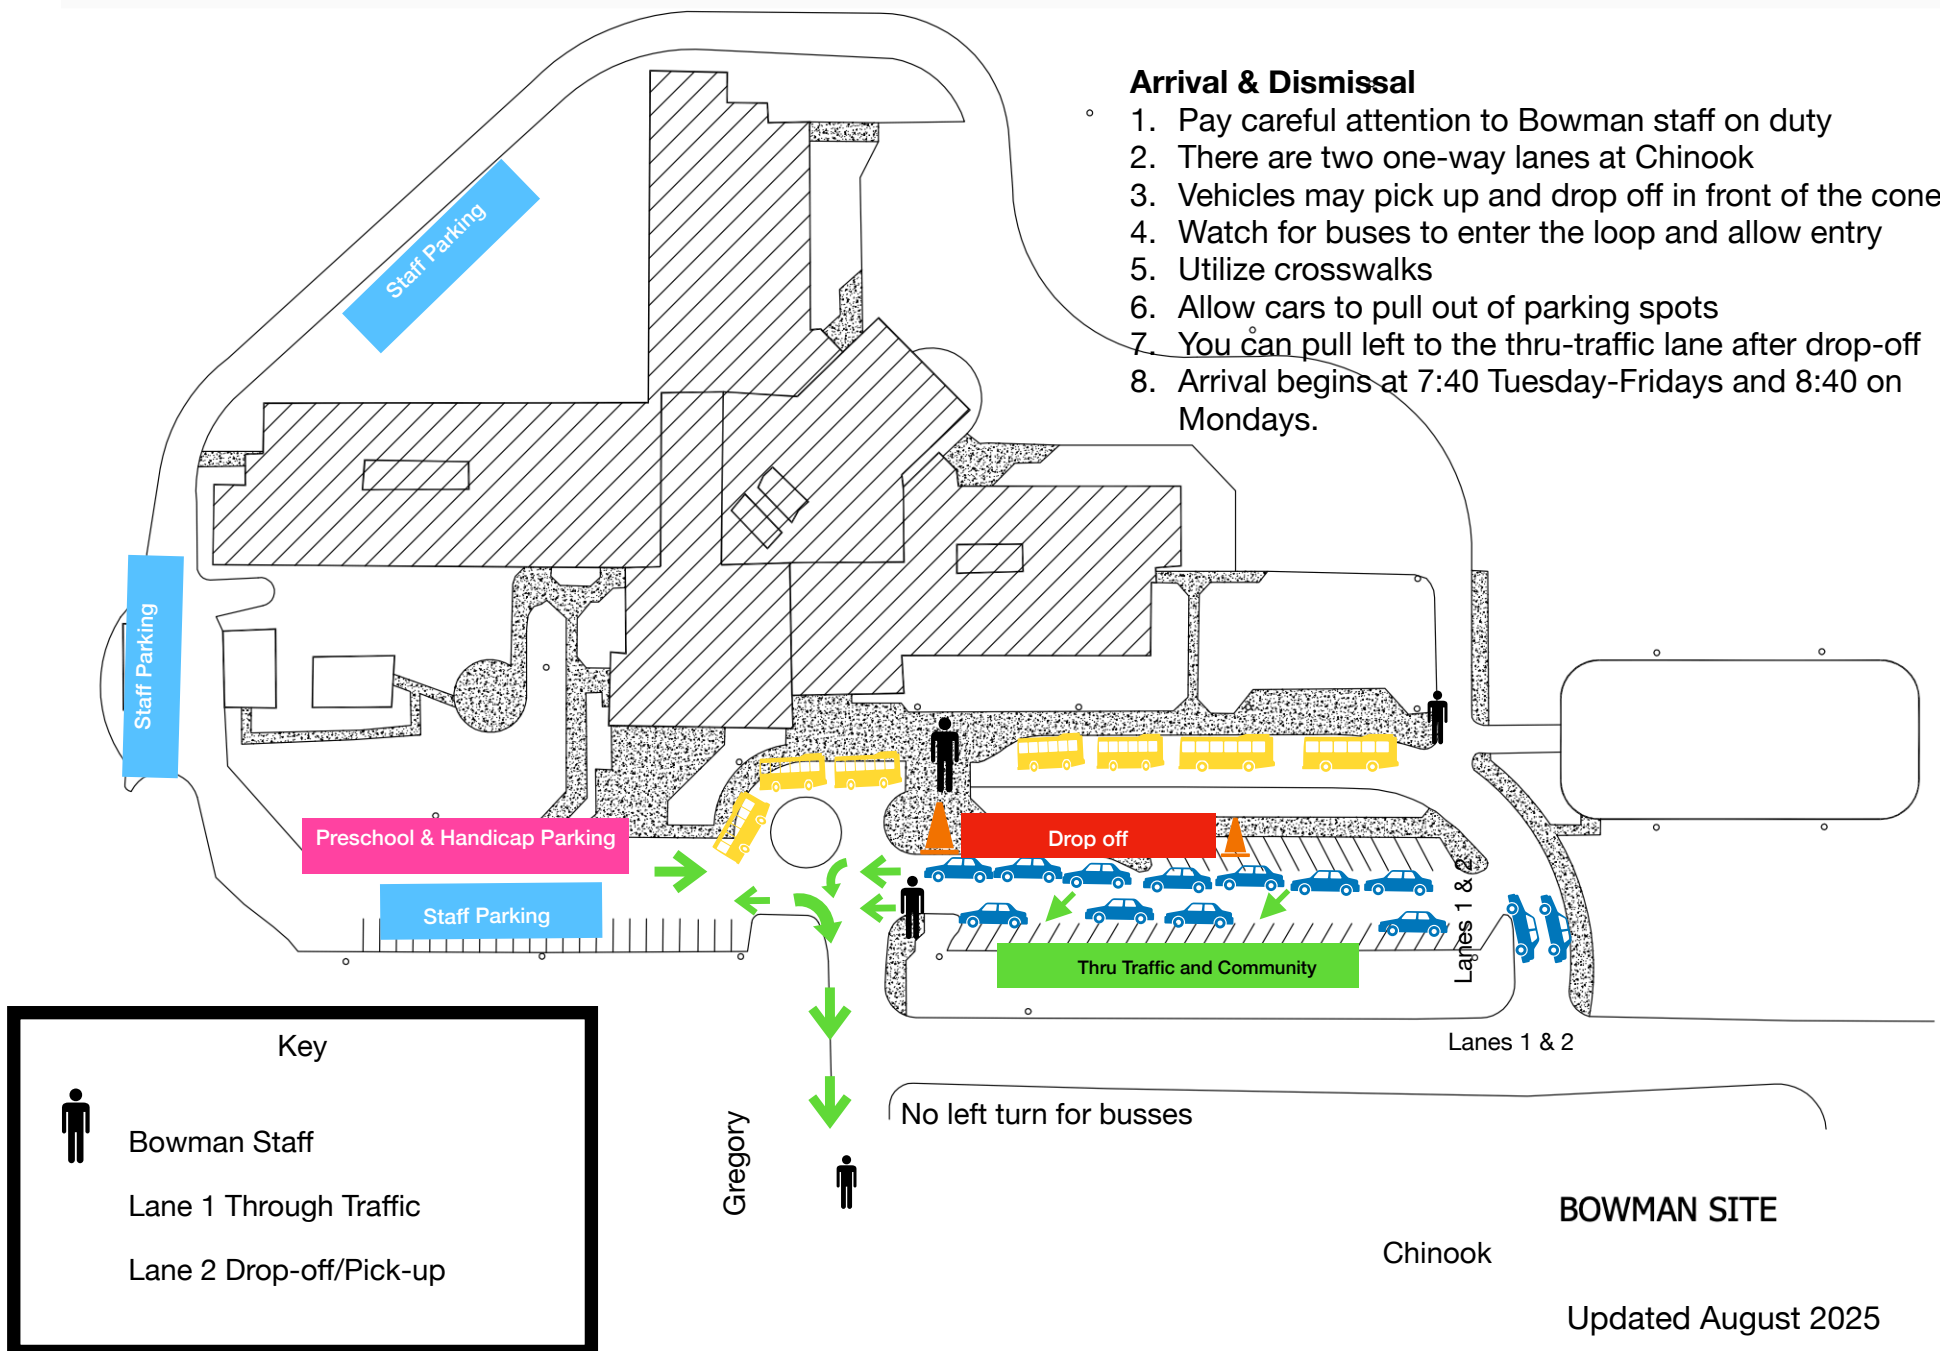 Arrival & Dismissal
1. Pay careful attention to Bowman staff on duty
2. There are two one-way lanes at Chinook
3. Vehicles may pick up and drop off in front of the cone
4. Watch for buses to enter the loop and allow entry
5. Utilize crosswalks
6. Allow cars to pull out of parking spots
7. You can pull left to the thru-traffic lane after drop-off
8. Arrival begins at 7:40 Tuesday-Fridays and 8:40 on
Mondays.
Staff Parking
Staff Parking
Preschool & Handicap Parking
Staff Parking
Drop off
Lanes 1 & 2
Thru Traffic and Community
Lanes 1 & 2
No left turn for busses
Gregory
Key
Bowman Staff
Lane 1 Through Traffic
Lane 2 Drop-off/Pick-up
BOWMAN SITE
Chinook
Updated August 2025